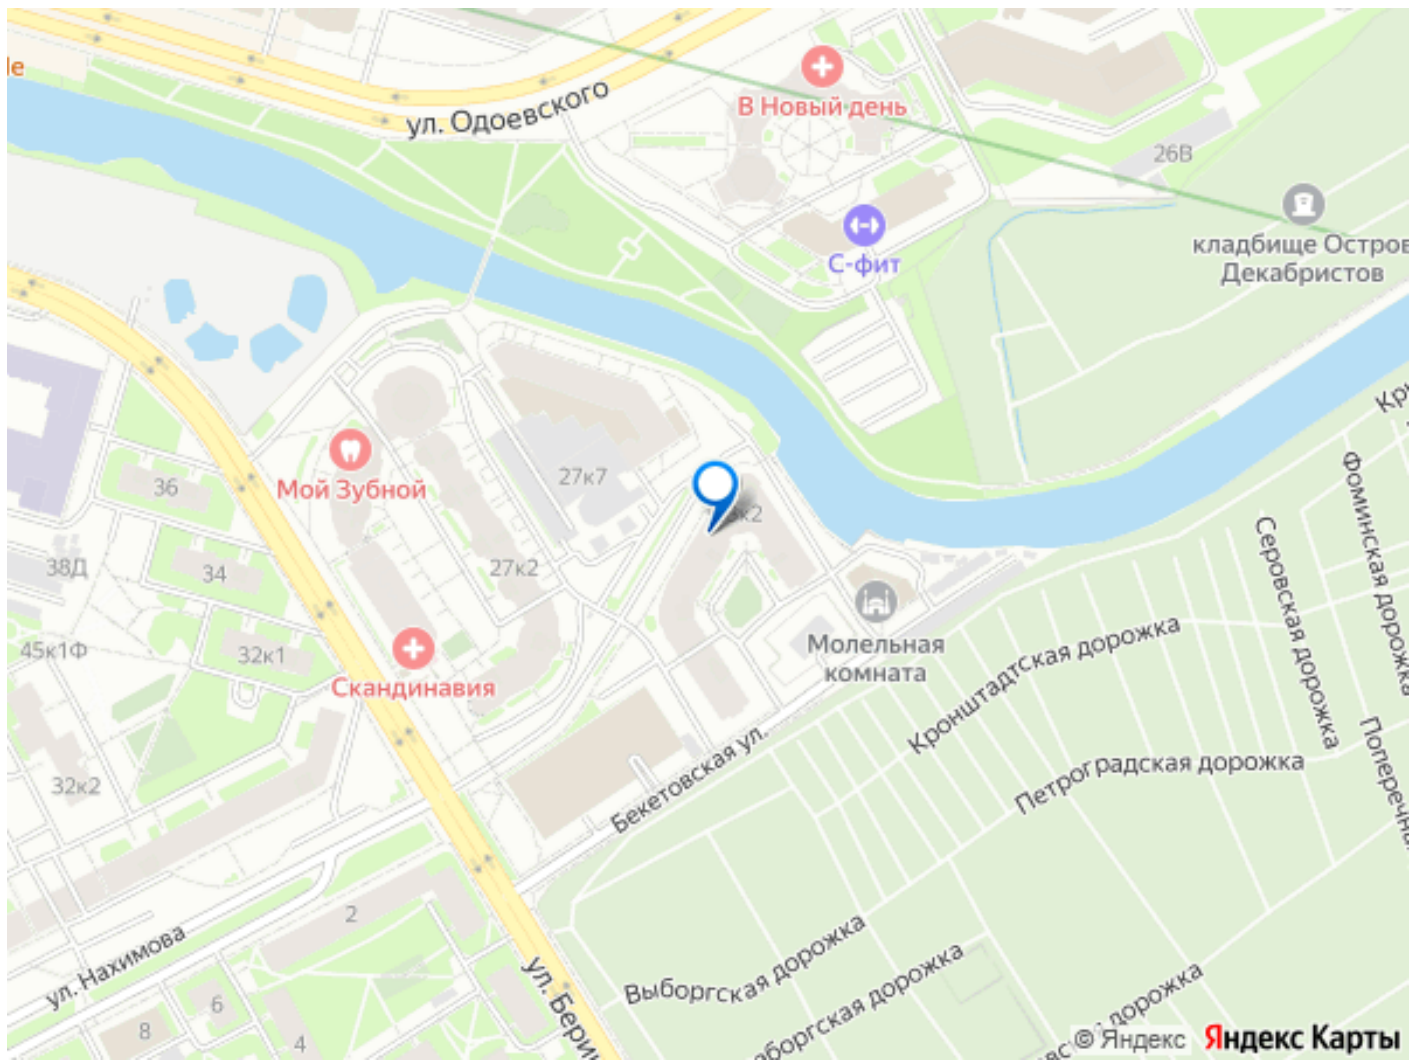 ул. Одоевского
В Новый день
26В
С-фит
кладбище Остров
Декабристов
Мой Зубной
36
27к7
34
38Д
27к2
45к1Ф
32к1
Скандинавия
Молельная
комната
Фоминская дорожка
Серовская дорожка
Кронштадтская дорожка
Петроградская дорожка
32к2
Бекетовская ул.
2
ул. Нахимова
Выборгская дорожка
6
8
4
© Яндекс
Яндекс Карты